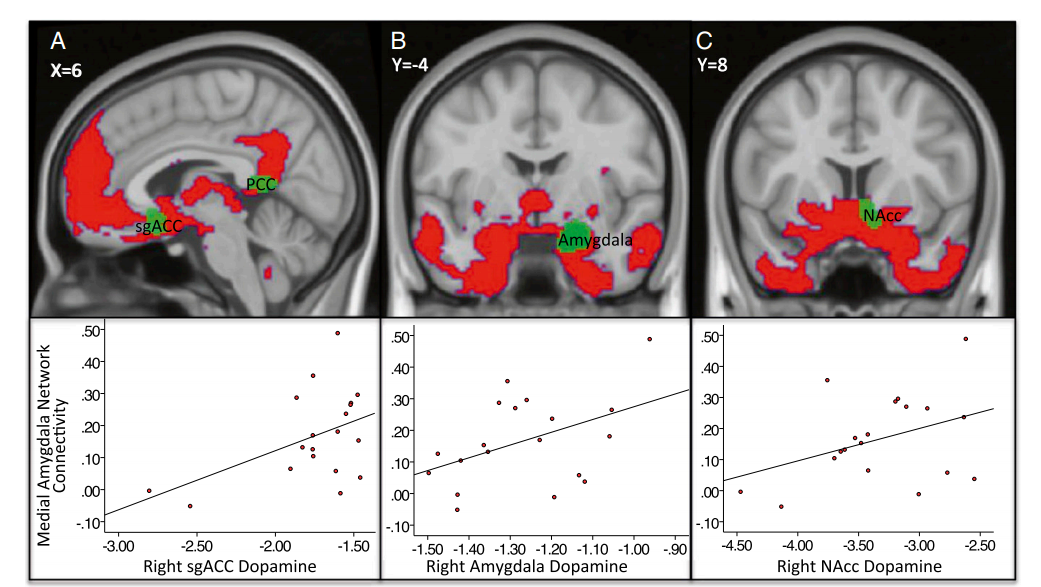 A
X=6
PCC
sgACC
B
Y=-4
Amygdala
C
Y=8
NAcc
Medial Amygdala Network
Connectivity
.50
.40
.30
.20
.10
.00
-.10
-3.00 -2.50 -2.00 -1.50
Right sgACC Dopamine
.50
.40
.30
.20
.10
.00
-.10
-1.50 -1.40 -1.30 -1.20 -1.10 -1.00 -.90
Right Amygdala Dopamine
.50
.40
.30
.20
.10
.00
-.10
-4.50 -4.00 -3.50 -3.00 -2.50
Right NAcc Dopamine